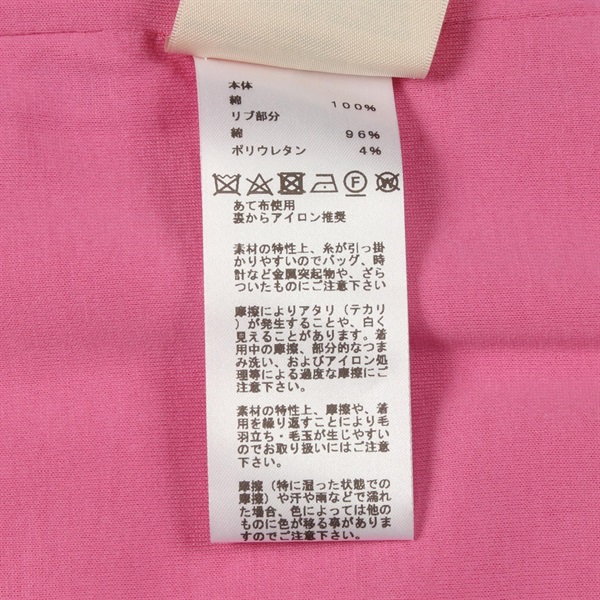 本体
綿 100%
リブ部分
綿 96%
ポリウレタン 4%
あて布使用
裏からアイロン推奨
素材の特性上、糸が引っ掛
かりやすいのでバッグ、時
計など金属突起物や、ざら
ついたものにご注意下さい
摩擦によりアタリ（テカリ
）が発生することや、白く
見えることがあります。着
用中の摩擦、部分的なつま
み洗い、およびアイロン処
理等による過度な摩擦にご
注意下さい。
素材の特性上、摩擦や、着
用を繰り返すことにより毛
羽立ち・毛玉が生じやすい
のでお取り扱いにはご注意
下さい。
摩擦（特に湿った状態での
摩擦）や汗や雨などで濡れ
た場合、色によっては他の
ものに色が移る事がありま
すのでご注意下さい。